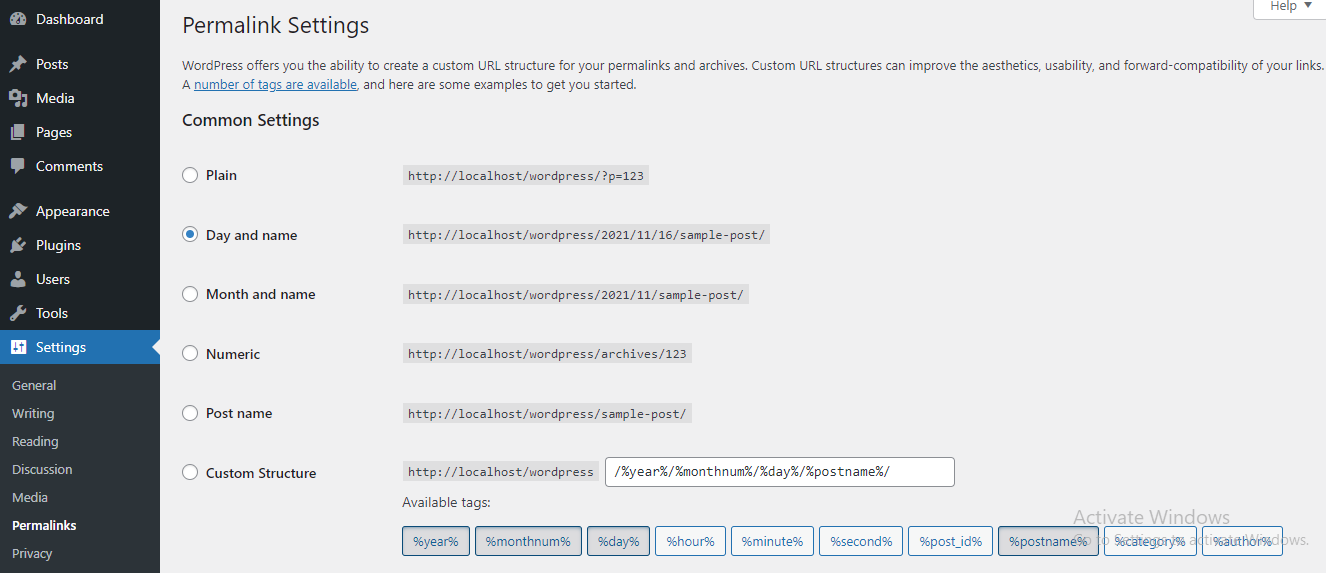 Dashboard
Posts
Media
Pages
Comments
Appearance
Plugins
Users
Tools
Settings
General
Writing
Reading
Discussion
Media
Permalinks
Privacy
Help ▼
Permalink Settings
WordPress offers you the ability to create a custom URL structure for your permalinks and archives. Custom URL structures can improve the aesthetics, usability, and forward-compatibility of your links.
A number of tags are available, and here are some examples to get you started.
Common Settings
Plain http://localhost/wordpress/?p=123
Day and name http://localhost/wordpress/2021/11/16/sample-post/
Month and name http://localhost/wordpress/2021/11/sample-post/
Numeric http://localhost/wordpress/archives/123
Post name http://localhost/wordpress/sample-post/
Custom Structure http://localhost/wordpress /%year%/%monthnum%/%day%/%postname%/
Available tags:
%year% %monthnum% %day% %hour% %minute% %second% %post_id% %postname% %category% %author%
Activate Windows
Go to Settings to activate Windows.